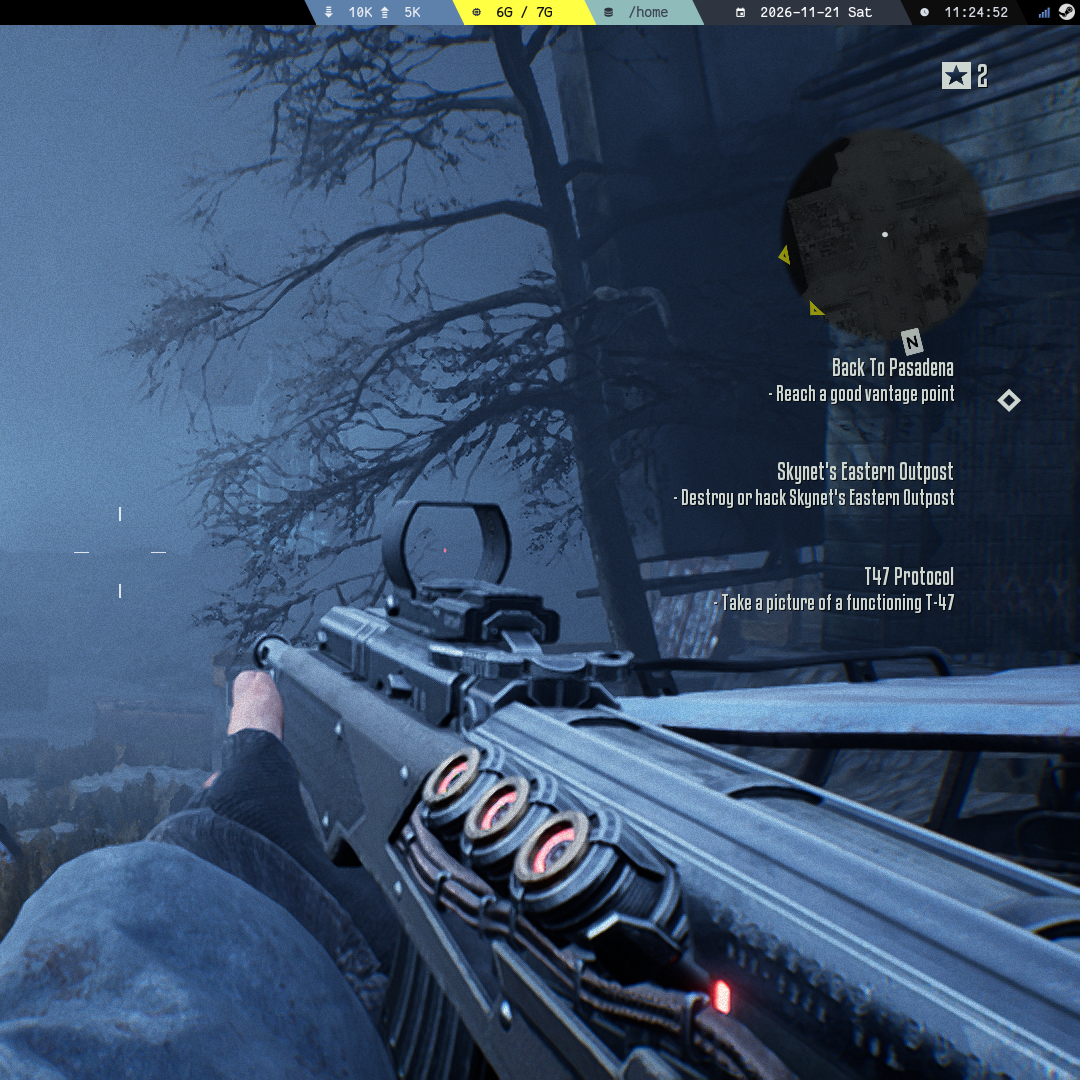 10K 5K 6G / 7G /home 2026-11-21 Sat 11:24:52
2
N
Back To Pasadena
- Reach a good vantage point
Skynet's Eastern Outpost
- Destroy or hack Skynet's Eastern Outpost
T47 Protocol
- Take a picture of a functioning T-47